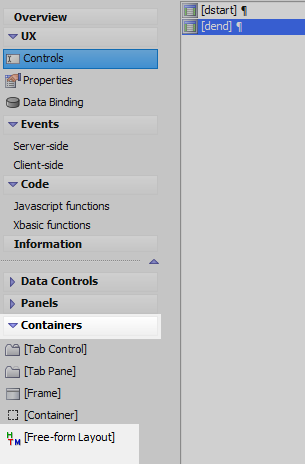 Overview
UX
Controls
Properties
Data Binding
Events
Server-side
Client-side
Code
Javascript functions
Xbasic functions
Information
Data Controls
Panels
Containers
[Tab Control]
[Tab Pane]
[Frame]
[Container]
HTM [Free-form Layout]
[dstart] ¶
[dend] ¶